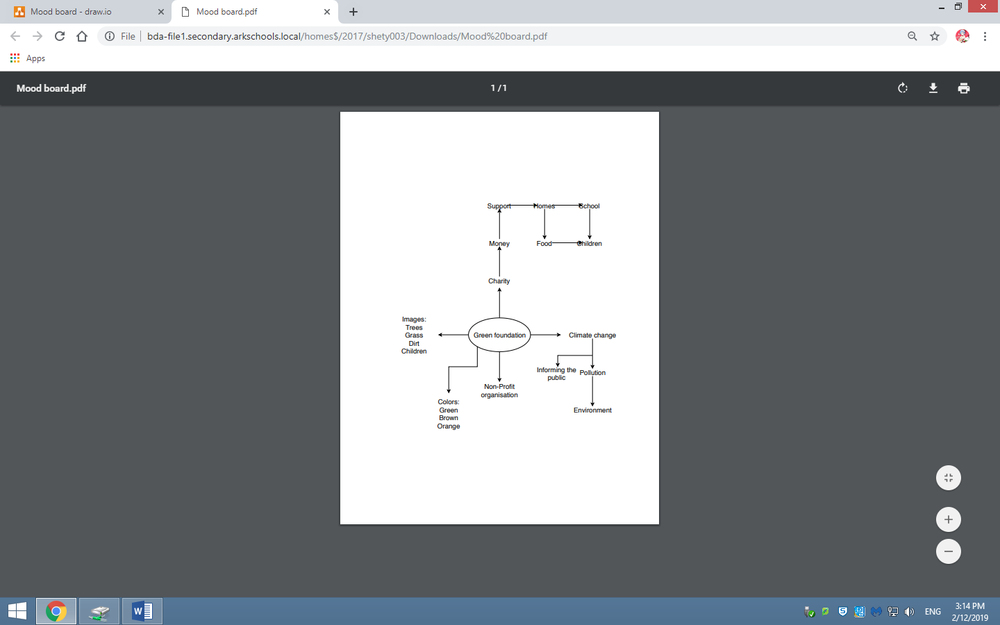 Mood board - draw.io
Mood board.pdf
File
bda-file1.secondary.arkschools.local/homes$/2017/shety003/Downloads/Mood%20board.pdf
Apps
Mood board.pdf
1 / 1
Support
Homes
School
Money
Food
Children
Charity
Images:
Trees
Grass
Dirt
Children
Green foundation
Climate change
Informing the
public
Pollution
Non-Profit
organisation
Colors:
Green
Brown
Orange
Environment
ENG
3:14 PM
2/12/2019